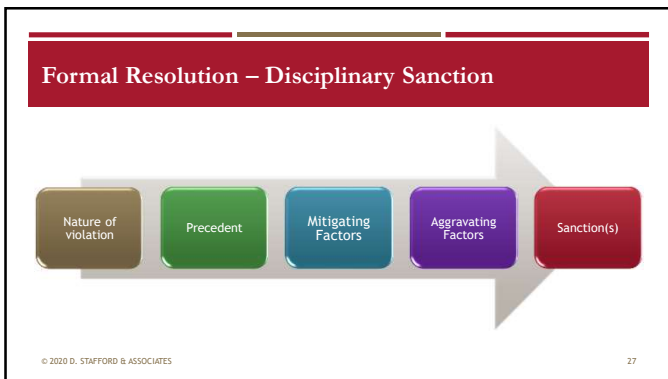 Formal Resolution – Disciplinary Sanction
Nature of
violation
Precedent
Mitigating
Factors
Aggravating
Factors
Sanction(s)
© 2020 D. STAFFORD & ASSOCIATES
27